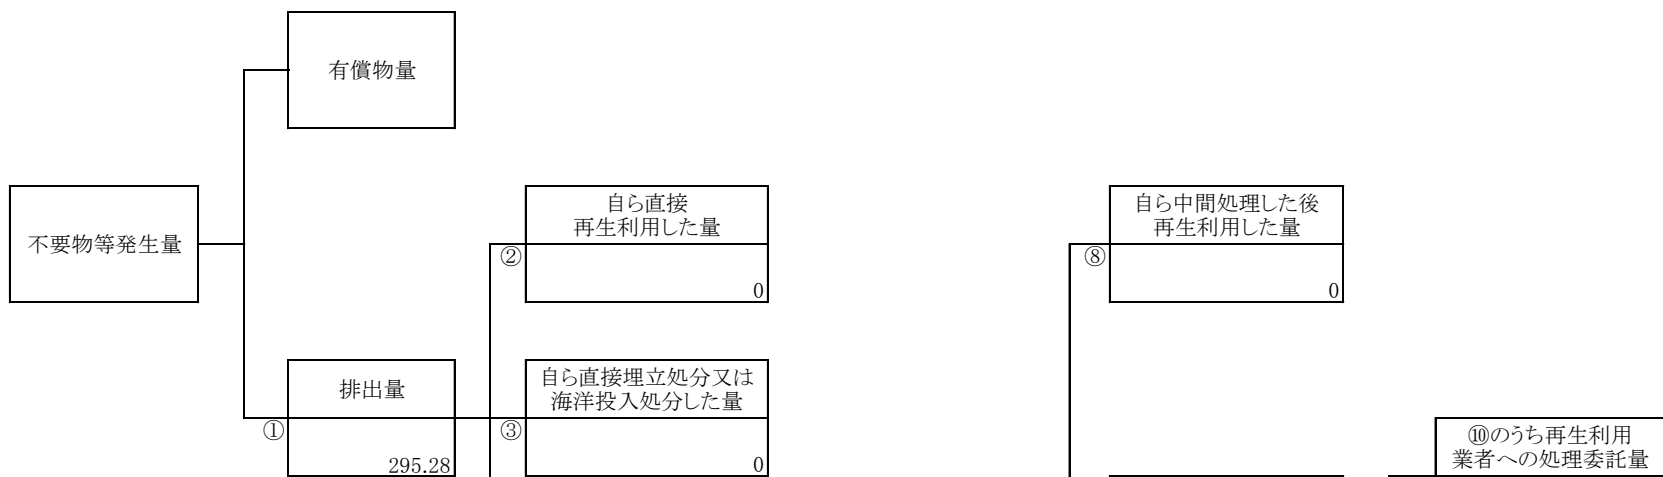 有償物量
不要物等発生量
自ら直接
再生利用した量
②
0
自ら中間処理した後
再生利用した量
⑧
0
排出量
①
295.28
自ら直接埋立処分又は
海洋投入処分した量
③
0
⑩のうち再生利用
業者への処理委託量